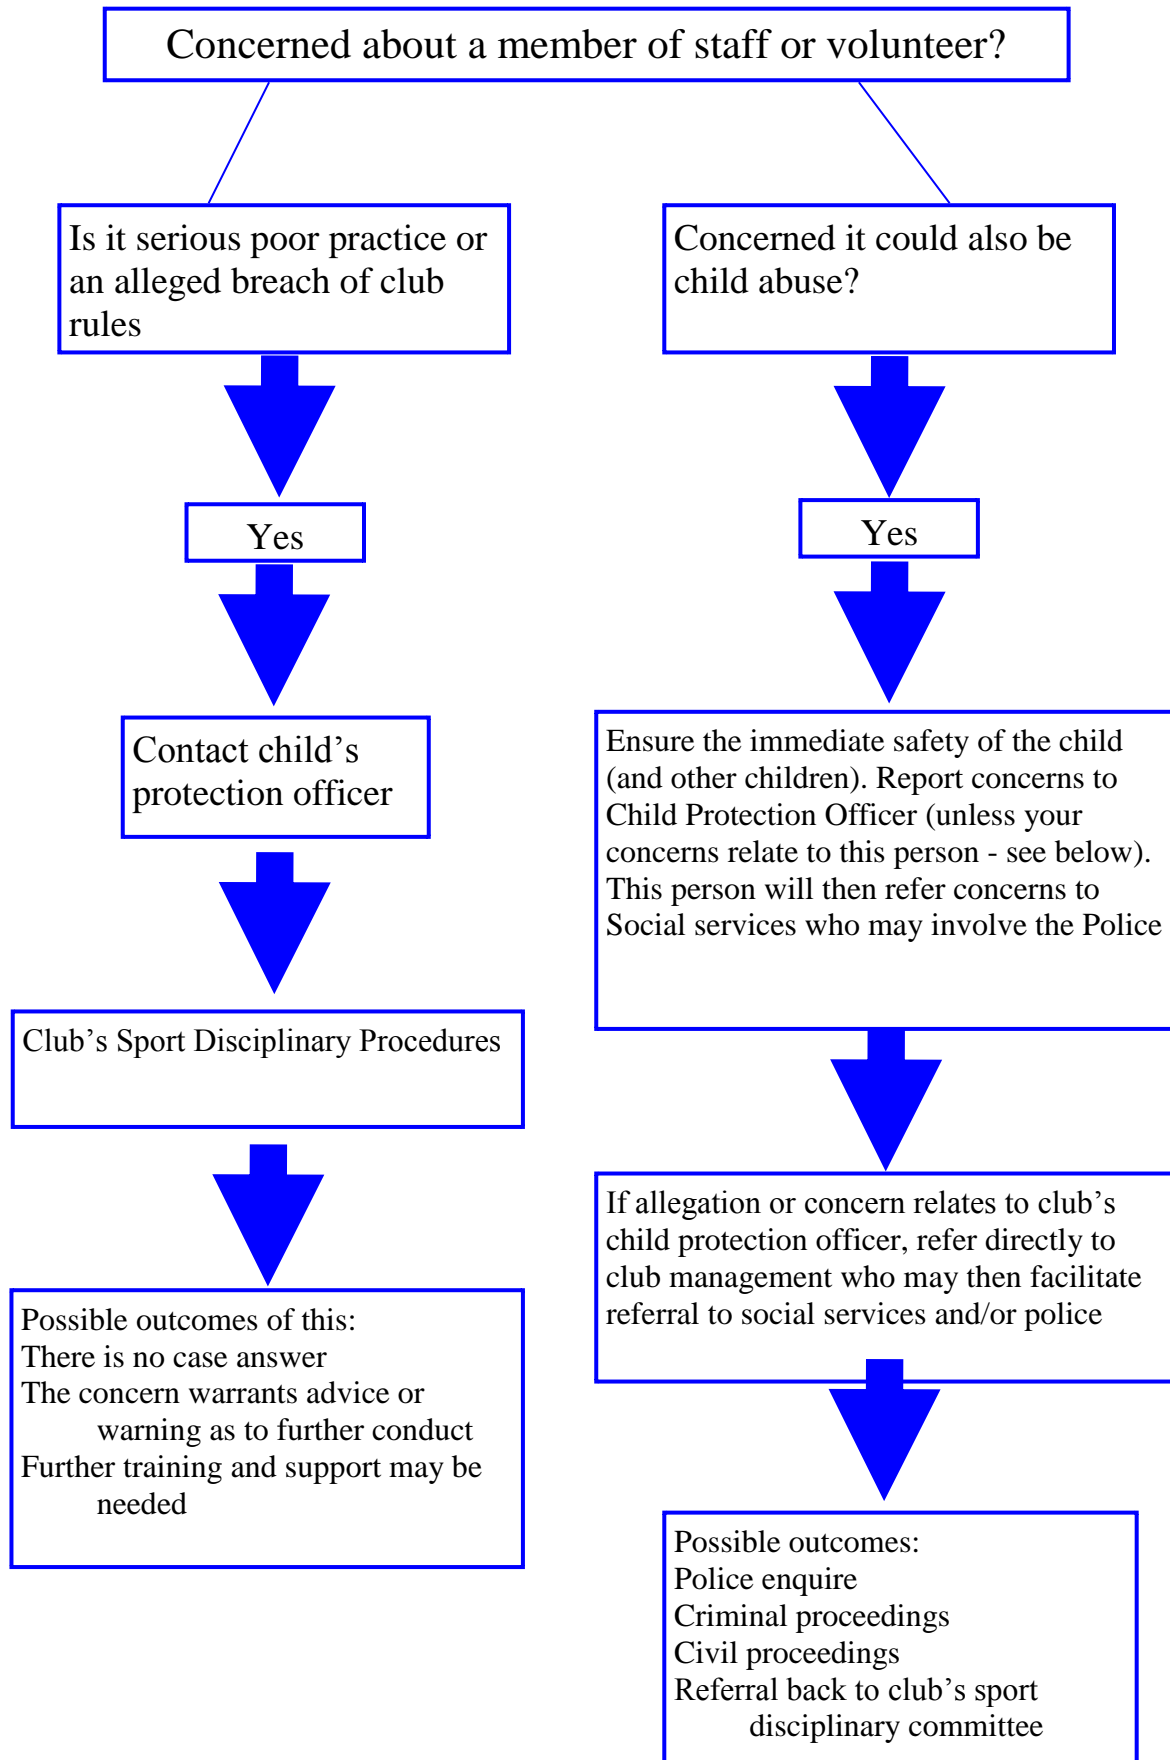 Concerned about a member of staff or volunteer?
Is it serious poor practice or
an alleged breach of club
rules
Yes
Contact child’s
protection officer
Club’s Sport Disciplinary Procedures
Possible outcomes of this:
There is no case answer
The concern warrants advice or
warning as to further conduct
Further training and support may be
needed
Concerned it could also be
child abuse?
Yes
Ensure the immediate safety of the child
(and other children). Report concerns to
Child Protection Officer (unless your
concerns relate to this person - see below).
This person will then refer concerns to
Social services who may involve the Police
If allegation or concern relates to club’s
child protection officer, refer directly to
club management who may then facilitate
referral to social services and/or police
Possible outcomes:
Police enquire
Criminal proceedings
Civil proceedings
Referral back to club’s sport
disciplinary committee